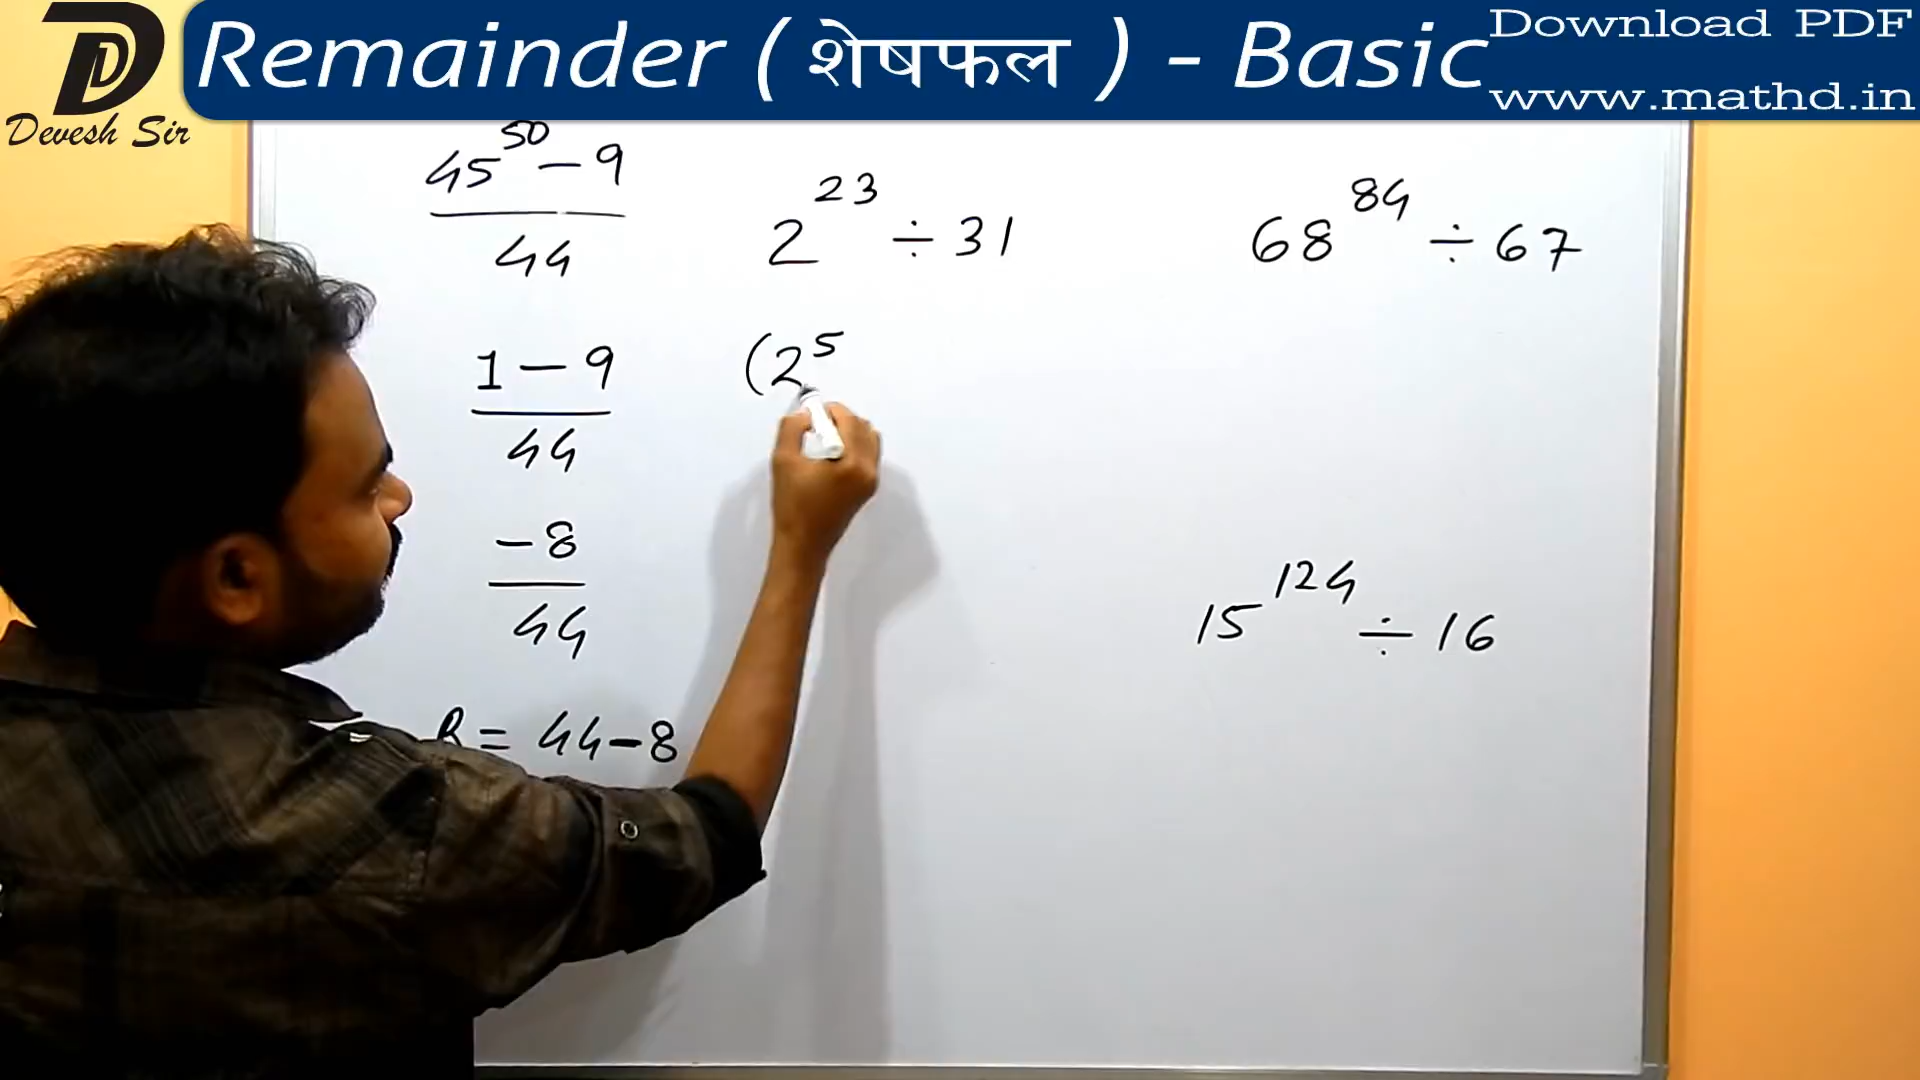 Devesh Sir
Remainder ( शेषफल ) - Basic
Download PDF
www.mathd.in
45^50 - 9
44
1 - 9
44
-8
44
R = 44-8
2^23 ÷ 31
(2^5
68^84 ÷ 67
15^124 ÷ 16